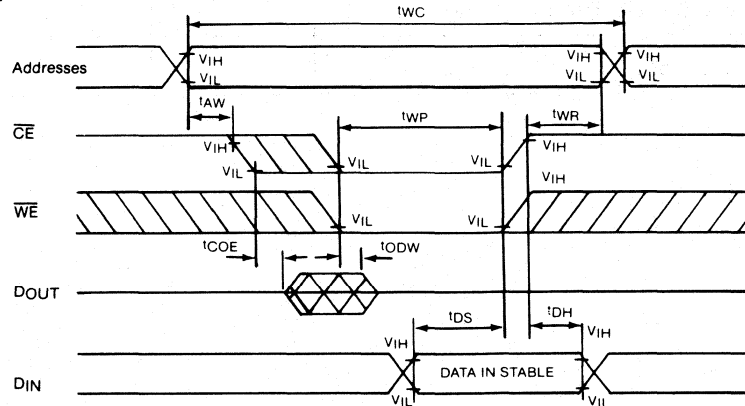 tWC
Addresses VIH VIL VIH VIL VIH VIL
tAW tWP tWR
CE VIH VIL VIL VIL VIH
WE VIL VIL VIH
tCOE tODW
DOUT
tDS tDH
DIN VIH VIL DATA IN STABLE VIH VIL